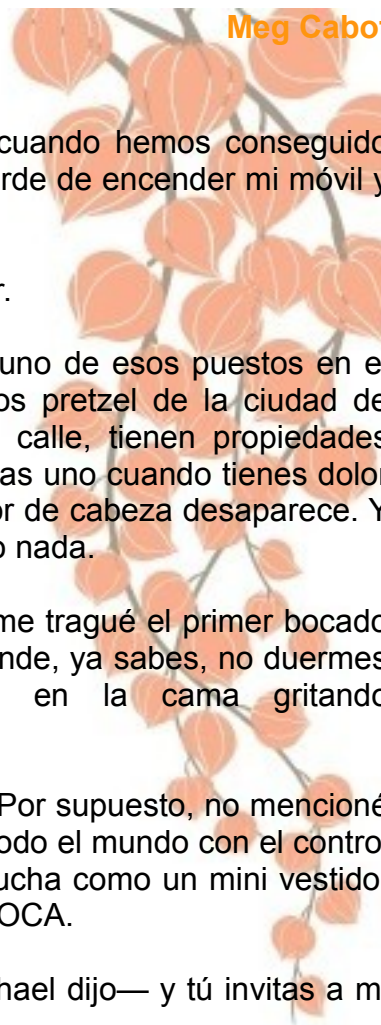 Meg Cabot
cuando hemos conseguido
rde de encender mi móvil y
r.
uno de esos puestos en e
os pretzel de la ciudad de
calle, tienen propiedades
as uno cuando tienes dolor
or de cabeza desaparece. Y
o nada.
me tragué el primer bocado
nde, ya sabes, no duermes
en la cama gritando
Por supuesto, no mencioné
odo el mundo con el contro
ucha como un mini vestido
OCA.
hael dijo— y tú invitas a m